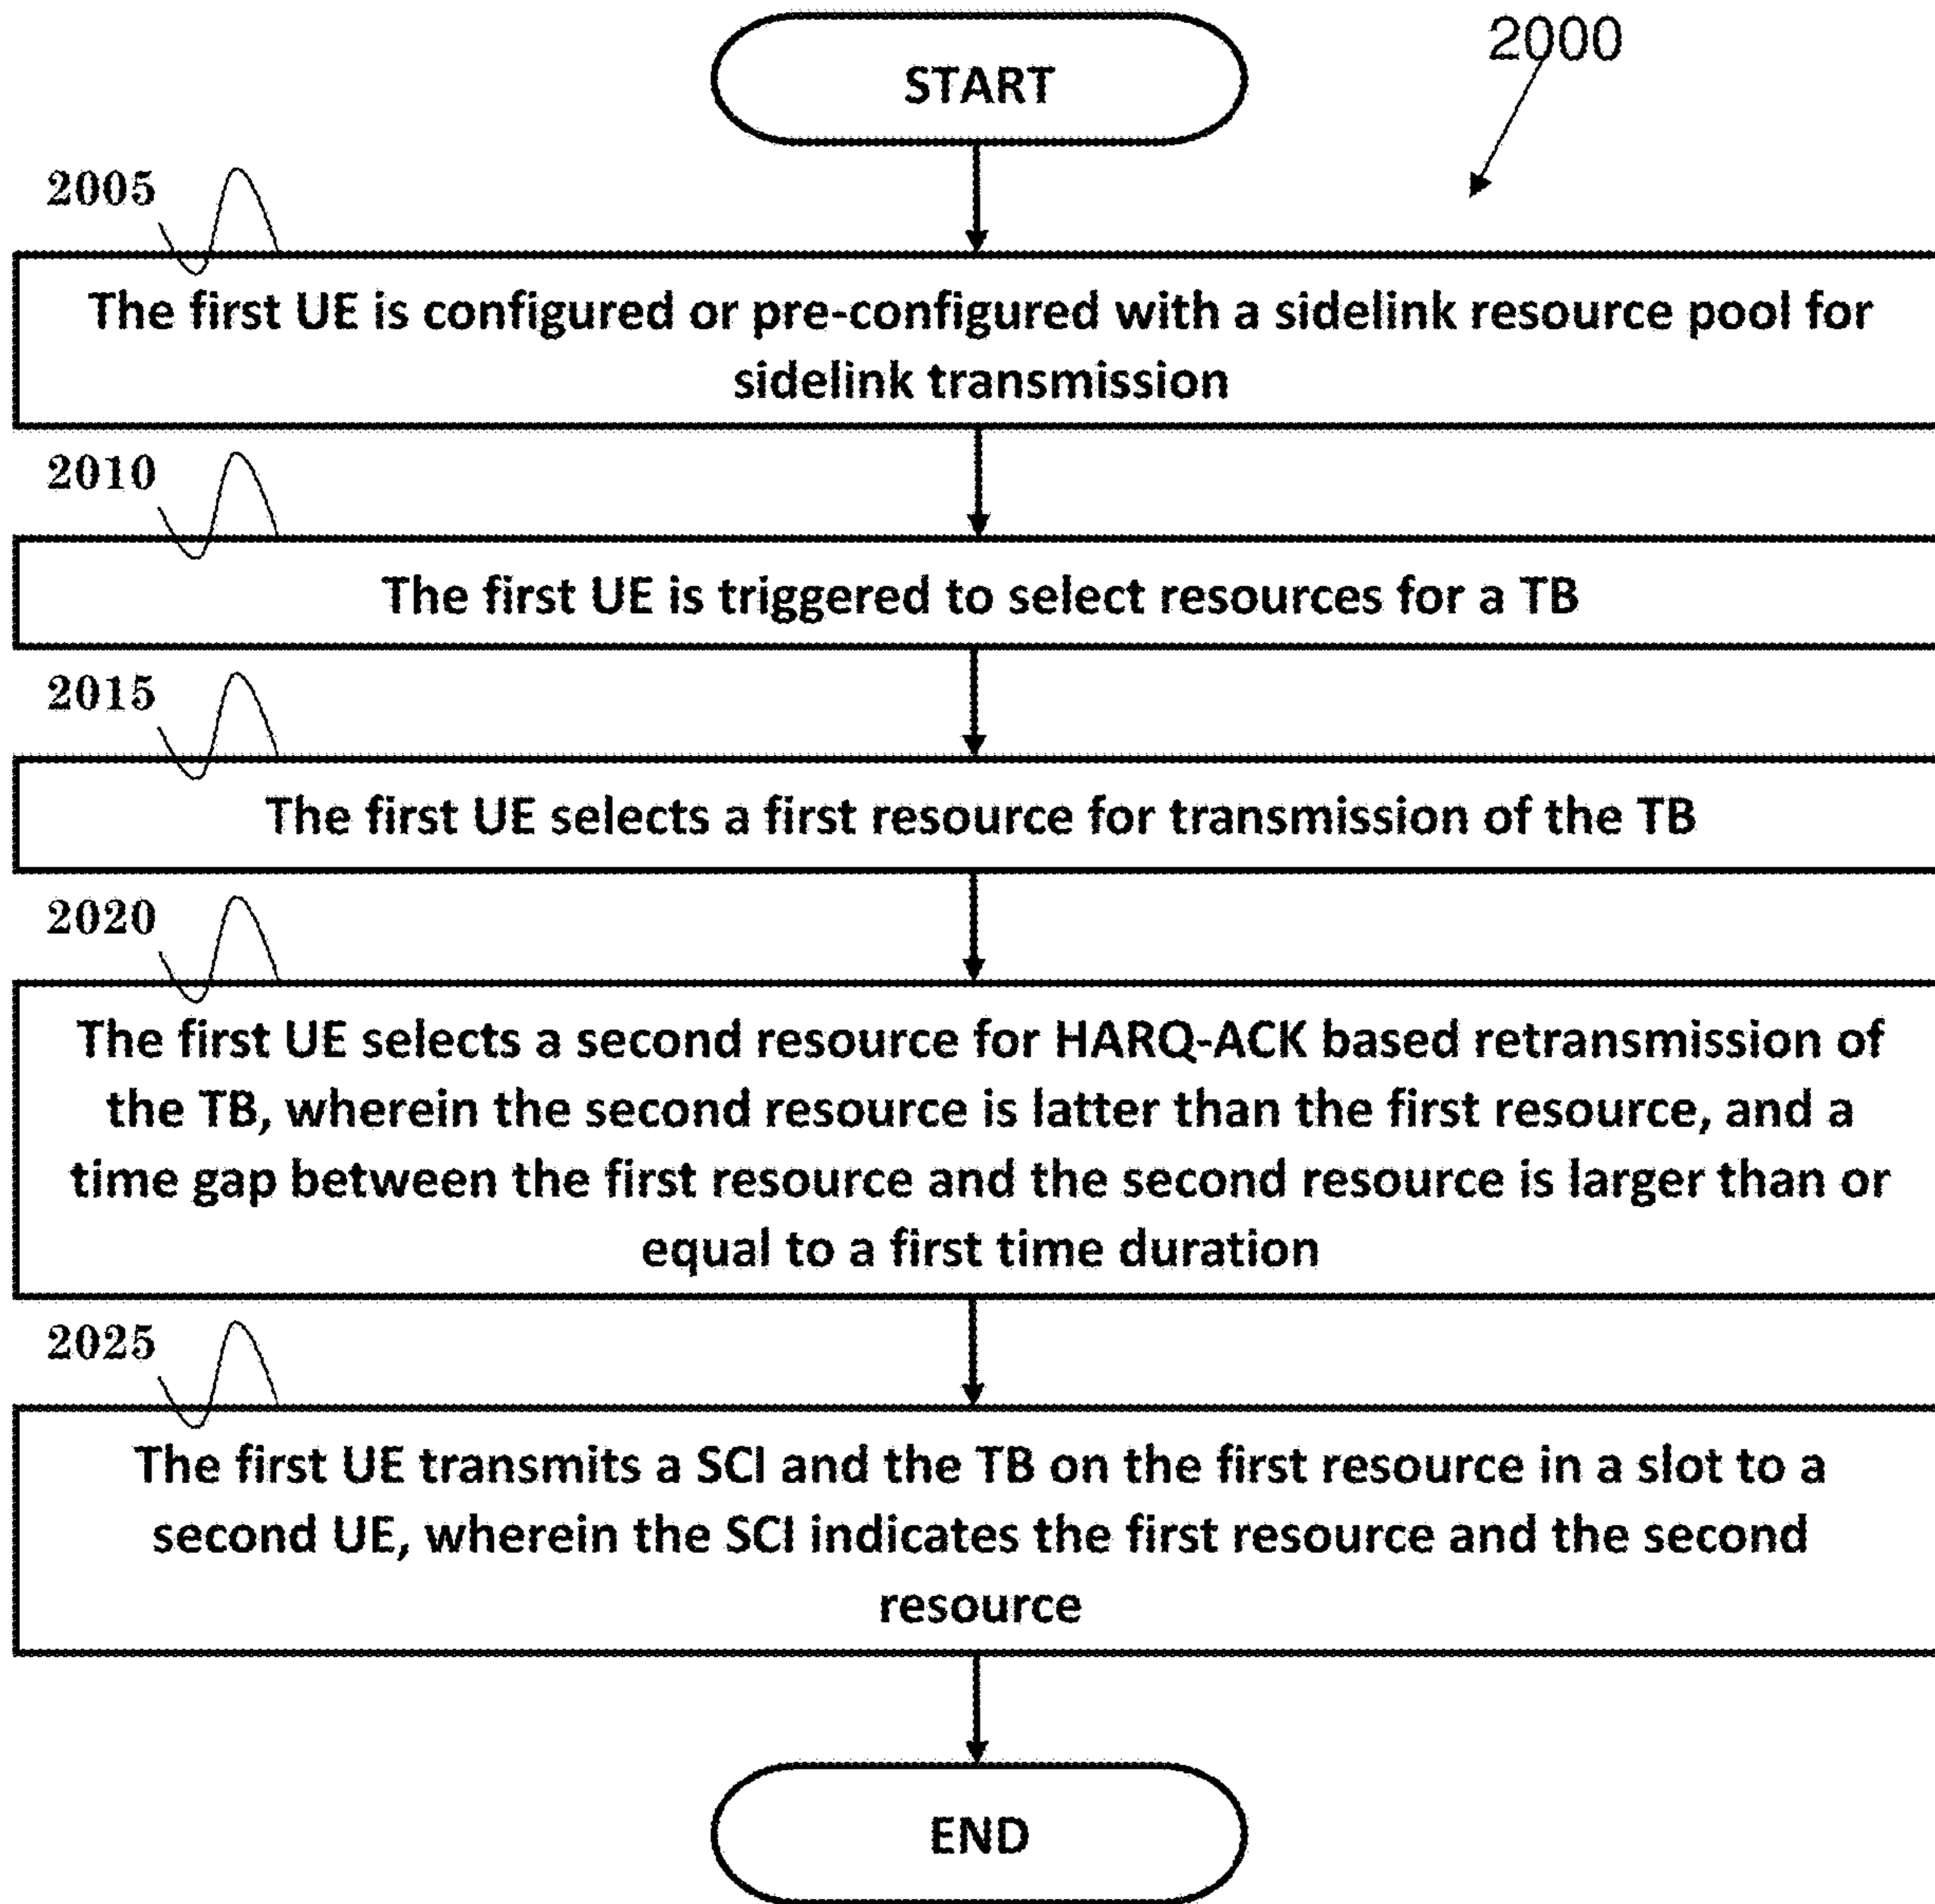 START
2000
2005
The first UE is configured or pre-configured with a sidelink resource pool for
sidelink transmission
2010
The first UE is triggered to select resources for a TB
2015
The first UE selects a first resource for transmission of the TB
2020
The first UE selects a second resource for HARQ-ACK based retransmission of
the TB, wherein the second resource is latter than the first resource, and a
time gap between the first resource and the second resource is larger than or
equal to a first time duration
2025
The first UE transmits a SCI and the TB on the first resource in a slot to a
second UE, wherein the SCI indicates the first resource and the second
resource
END